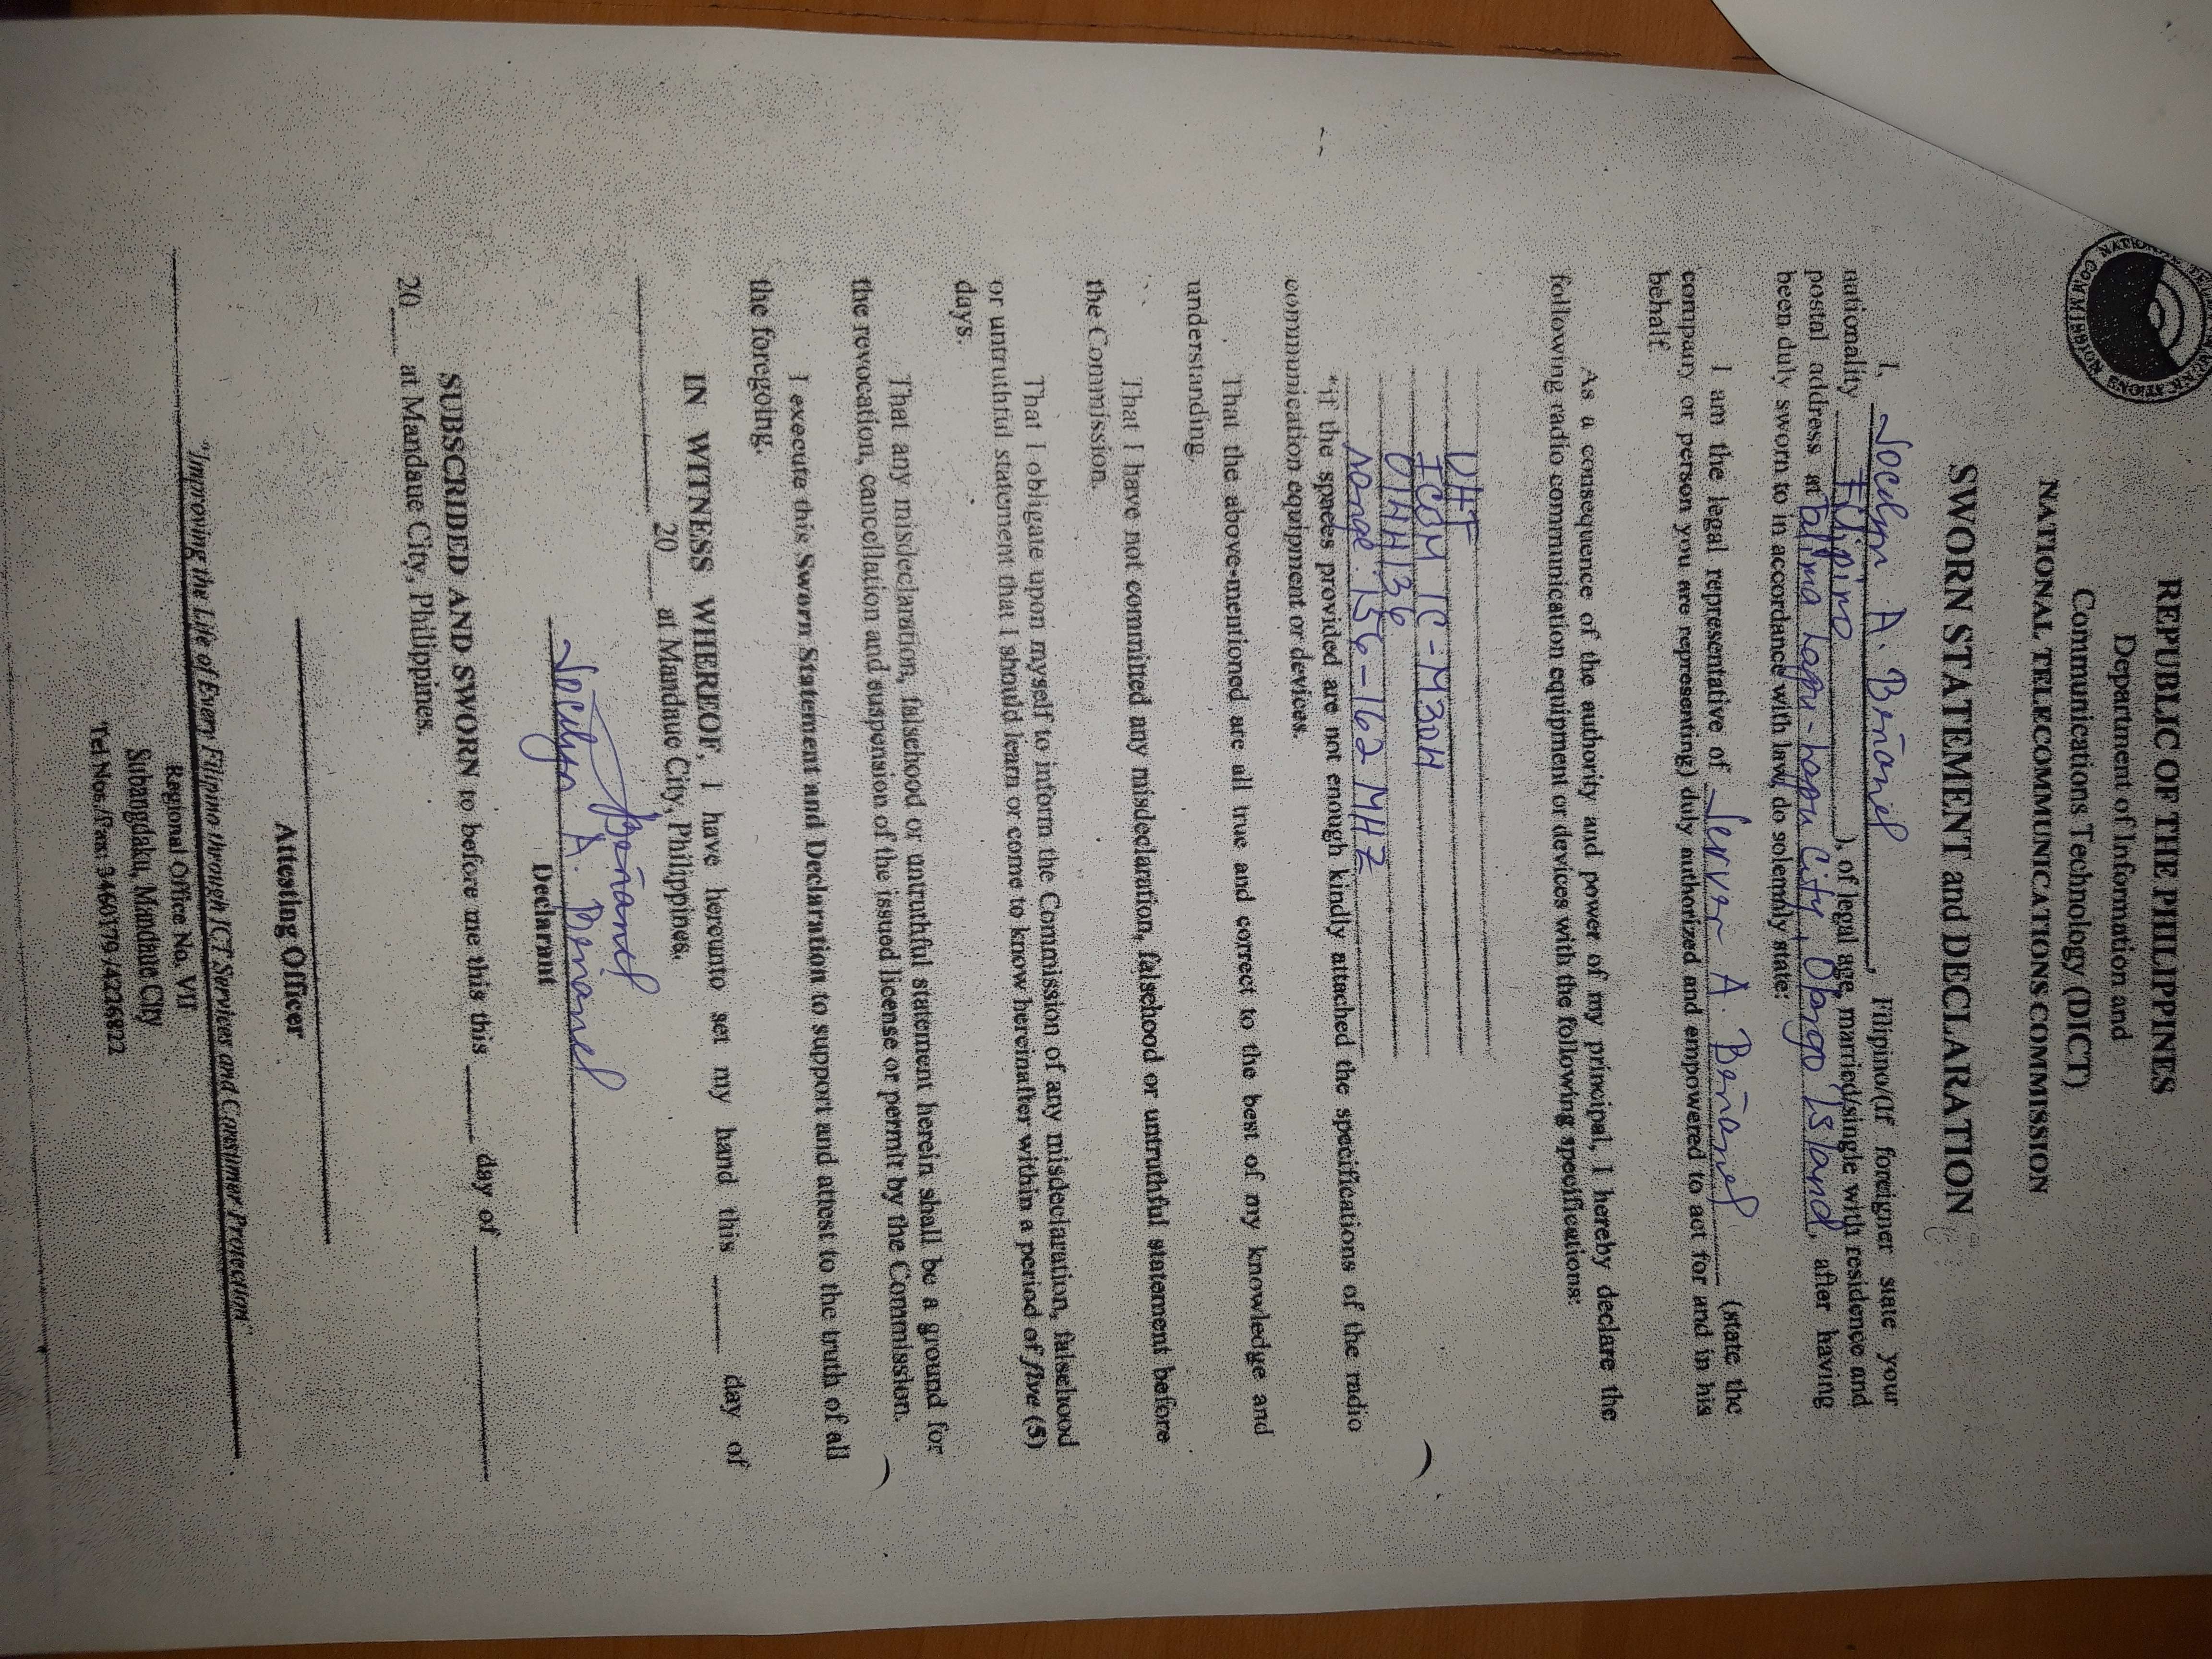 REPUBLIC OF THE PHILIPPINES
Department of Information and
Communications Technology (DICT)
NATIONAL TELECOMMUNICATIONS COMMISSION
SWORN STATEMENT and DECLARATION
I, Jocelyn A. Beñanel, Filipino/(If foreigner state your
nationality Filipino), of legal age, married/single with residence and
postal address at Lapu-lapu City, Olango Island, after having
been duly sworn to in accordance with law, do solemnly state:
I am the legal representative of Jerven A. Beñanel (state the
company or person you are representing) duly authorized and empowered to act for and in his
behalf.
As a consequence of the authority and power of my principal, I hereby declare the
following radio communication equipment or devices with the following specifications:
ICOM IC-M304
range 156-162 MHZ
*if the spaces provided are not enough kindly attached the specifications of the radio
communication equipment or devices.
That the above-mentioned are all true and correct to the best of my knowledge and
understanding.
That I have not committed any misdeclaration, falsehood or untruthful statement before
the Commission.
That I obligate upon myself to inform the Commission of any misdeclaration, falsehood
or untruthful statement that I should learn or come to know hereinafter within a period of five (5)
days.
That any misdeclaration, falsehood or untruthful statement herein shall be a ground for
the revocation, cancellation and suspension of the issued license or permit by the Commission.
I execute this Sworn Statement and Declaration to support and attest to the truth of all
the foregoing.
IN WITNESS WHEREOF, I have hereunto set my hand this ____ day of
________ 20__ at Mandaue City, Philippines.
Jocelyn A. Beñanel
Declarant
SUBSCRIBED AND SWORN to before me this this ____ day of ________
20__ at Mandaue City, Philippines.
Attesting Officer
"Improving the Life of Every Filipino through ICT Services and Consumer Protection"
Regional Office No. VII
Subangdaku, Mandaue City
Tel Nos./Fax: 3460179 /4226822